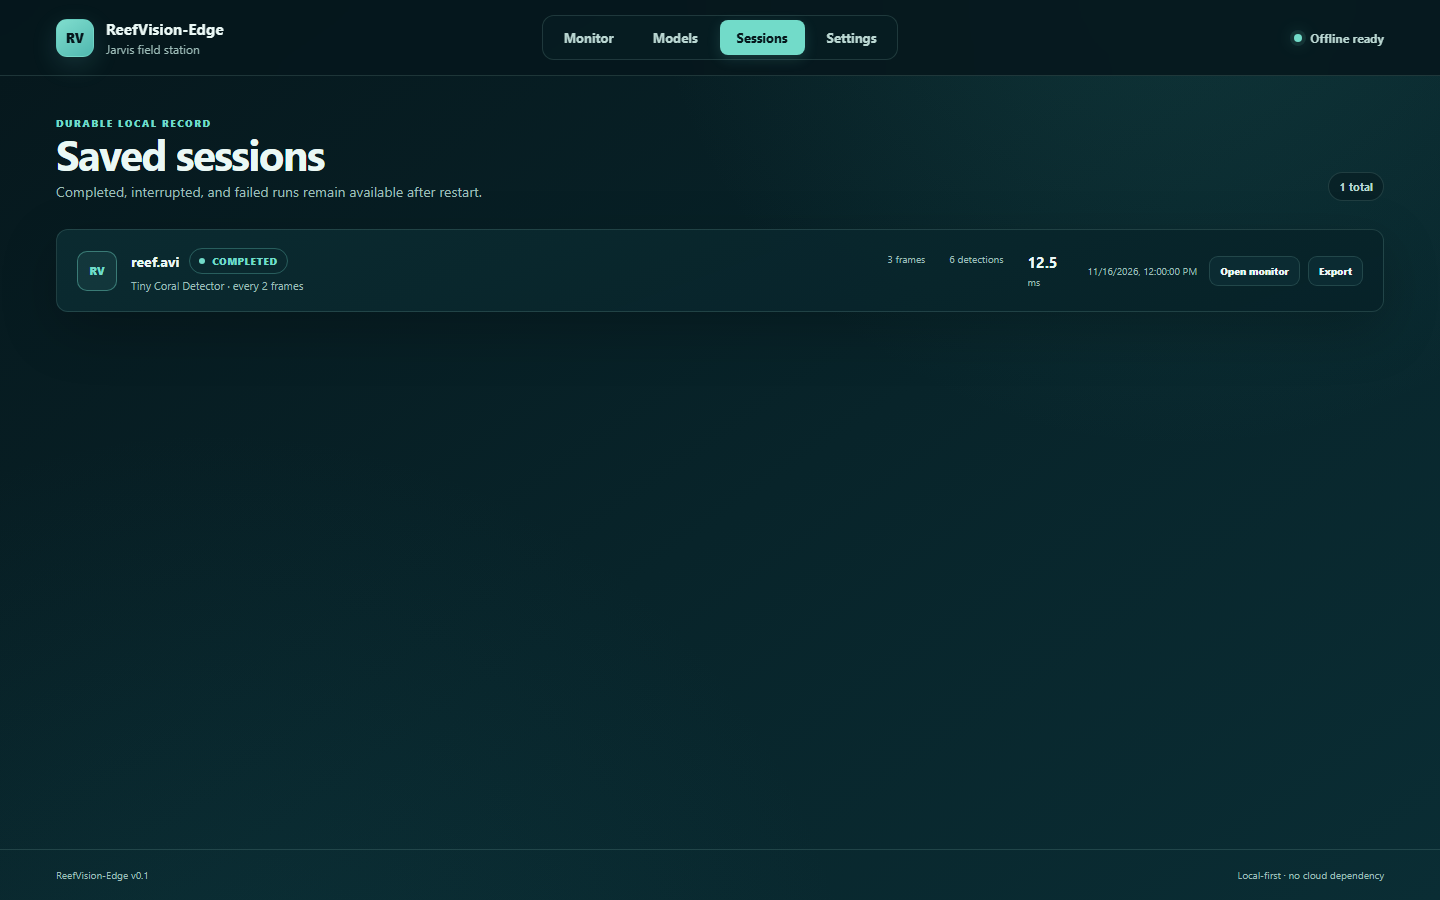 RV
ReefVision-Edge
Jarvis field station
Monitor
Models
Sessions
Settings
Offline ready
DURABLE LOCAL RECORD
Saved sessions
Completed, interrupted, and failed runs remain available after restart.
1 total
RV
reef.avi
COMPLETED
Tiny Coral Detector · every 2 frames
3 frames
6 detections
12.5
ms
11/16/2026, 12:00:00 PM
Open monitor
Export
ReefVision-Edge v0.1
Local-first · no cloud dependency